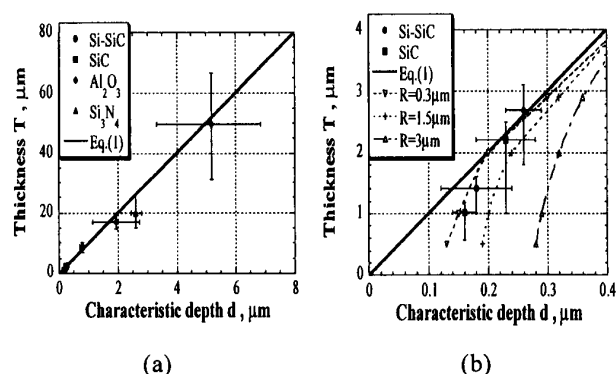 Thickness T , μm
80
60
40
20
0
0
2
4
6
8
Characteristic depth d , μm
Si-SiC
SiC
Al₂O₃
Si₃N₄
Eq.(1)
(a)
Thickness T , μm
4
3
2
1
0
0
0.1
0.2
0.3
0.4
Characteristic depth d , μm
Si-SiC
SiC
Eq.(1)
R=0.3μm
R=1.5μm
R=3μm
(b)